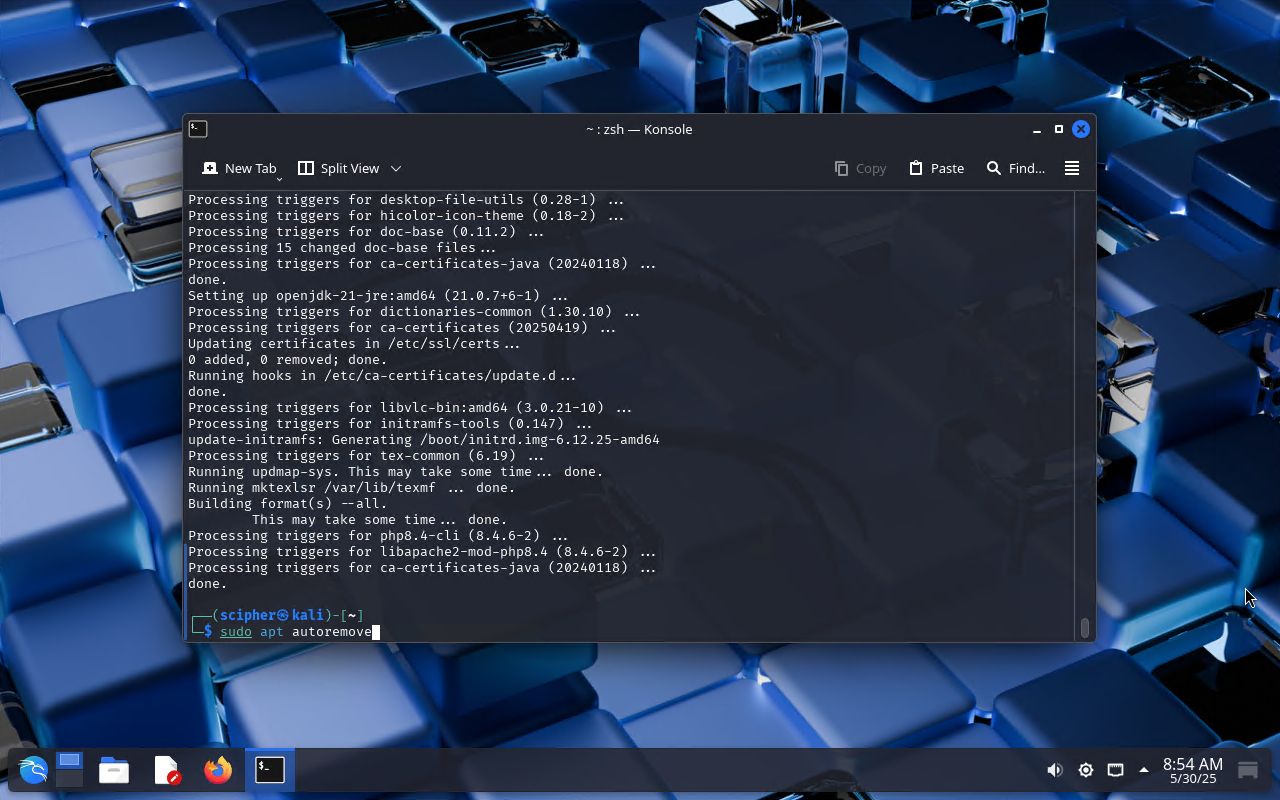 ~ : zsh — Konsole
New Tab
Split View
Copy
Paste
Find...
Processing triggers for desktop-file-utils (0.28-1) ...
Processing triggers for hicolor-icon-theme (0.18-2) ...
Processing triggers for doc-base (0.11.2) ...
Processing 15 changed doc-base files...
Processing triggers for ca-certificates-java (20240118) ...
done.
Setting up openjdk-21-jre:amd64 (21.0.7+6-1) ...
Processing triggers for dictionaries-common (1.30.10) ...
Processing triggers for ca-certificates (20250419) ...
Updating certificates in /etc/ssl/certs...
0 added, 0 removed; done.
Running hooks in /etc/ca-certificates/update.d...
done.
Processing triggers for libvlc-bin:amd64 (3.0.21-10) ...
Processing triggers for initramfs-tools (0.147) ...
update-initramfs: Generating /boot/initrd.img-6.12.25-amd64
Processing triggers for tex-common (6.19) ...
Running updmap-sys. This may take some time... done.
Running mktexlsr /var/lib/texmf ... done.
Building format(s) --all.
This may take some time... done.
Processing triggers for php8.4-cli (8.4.6-2) ...
Processing triggers for libapache2-mod-php8.4 (8.4.6-2) ...
Processing triggers for ca-certificates-java (20240118) ...
done.
┌──(scipher㉿kali)-[~]
└─$ sudo apt autoremove
8:54 AM
5/30/25